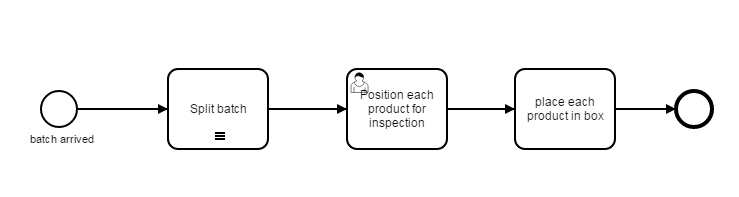 batch arrived
Split batch
Position each
product for
inspection
place each
product in box